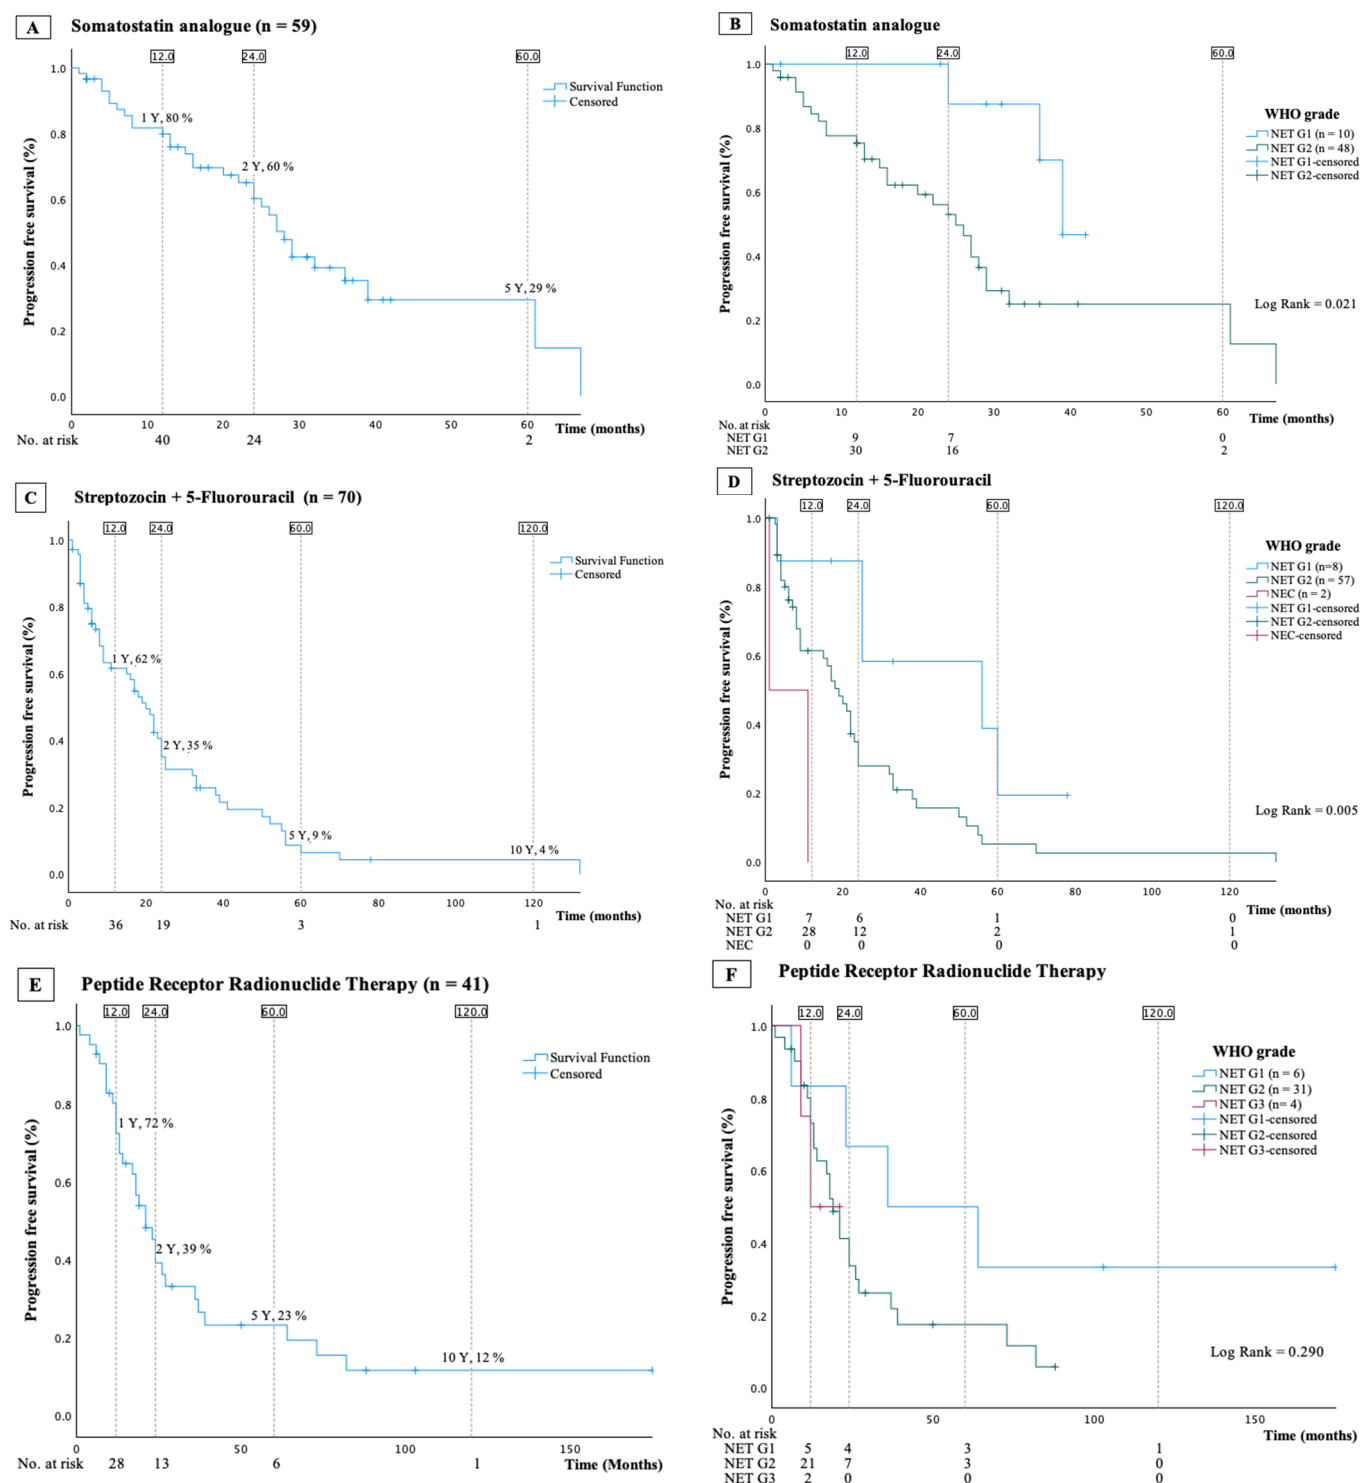 A Somatostatin analogue (n = 59)
12.0 24.0 60.0
1.0
0.8
0.6
0.4
0.2
0.0
Progression free survival (%)
Survival Function
Censored
1 Y, 80 %
2 Y, 60 %
5 Y, 29 %
0 10 20 30 40 50 60 Time (months)
No. at risk 40 24 2
B Somatostatin analogue
12.0 24.0 60.0
1.0
0.8
0.6
0.4
0.2
0.0
Progression free survival (%)
WHO grade
NET G1 (n = 10)
NET G2 (n = 48)
NET G1-censored
NET G2-censored
Log Rank = 0.021
0 10 20 30 40 50 60 Time (months)
No. at risk
NET G1 9 7 0
NET G2 30 16 2
C Streptozocin + 5-Fluorouracil (n = 70)
12.0 24.0 60.0 120.0
1.0
0.8
0.6
0.4
0.2
0.0
Progression free survival (%)
Survival Function
Censored
1 Y, 62 %
2 Y, 35 %
5 Y, 9 %
10 Y, 4 %
0 20 40 60 80 100 120 Time (months)
No. at risk 36 19 3 1
D Streptozocin + 5-Fluorouracil
12.0 24.0 60.0 120.0
1.0
0.8
0.6
0.4
0.2
0.0
Progression free survival (%)
WHO grade
NET G1 (n=8)
NET G2 (n = 57)
NEC (n = 2)
NET G1-censored
NET G2-censored
NEC-censored
Log Rank = 0.005
0 20 40 60 80 100 120 Time (months)
No. at risk
NET G1 7 6 1 0
NET G2 28 12 2 1
NEC 0 0 0 0
E Peptide Receptor Radionuclide Therapy (n = 41)
12.0 24.0 60.0 120.0
1.0
0.8
0.6
0.4
0.2
0.0
Progression free survival (%)
Survival Function
Censored
1 Y, 72 %
2 Y, 39 %
5 Y, 23 %
10 Y, 12 %
0 50 100 150
No. at risk 28 13 6 1 Time (Months)
F Peptide Receptor Radionuclide Therapy
12.0 24.0 60.0 120.0
1.0
0.8
0.6
0.4
0.2
0.0
Progression free survival (%)
WHO grade
NET G1 (n = 6)
NET G2 (n = 31)
NET G3 (n= 4)
NET G1-censored
NET G2-censored
NET G3-censored
Log Rank = 0.290
0 50 100 150
No. at risk Time (months)
NET G1 5 4 3 1
NET G2 21 7 3 0
NET G3 2 0 0 0